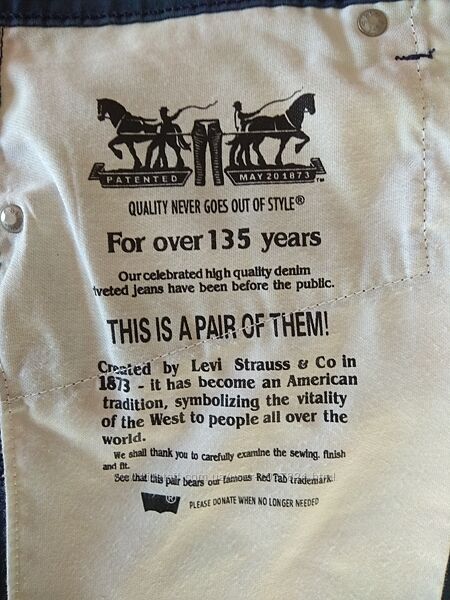 PATENTED MAY 20 1873 ™
QUALITY NEVER GOES OUT OF STYLE®
For over 135 years
Our celebrated high quality denim
veted jeans have been before the public.
THIS IS A PAIR OF THEM!
Created by Levi Strauss & Co in
1873 - it has become an American
tradition, symbolizing the vitality
of the West to people all over the
world.
We shall thank you to carefully examine the sewing. finish
and fit.
See that this pair bears our famous Red Tab trademark
® PLEASE DONATE WHEN NO LONGER NEEDED